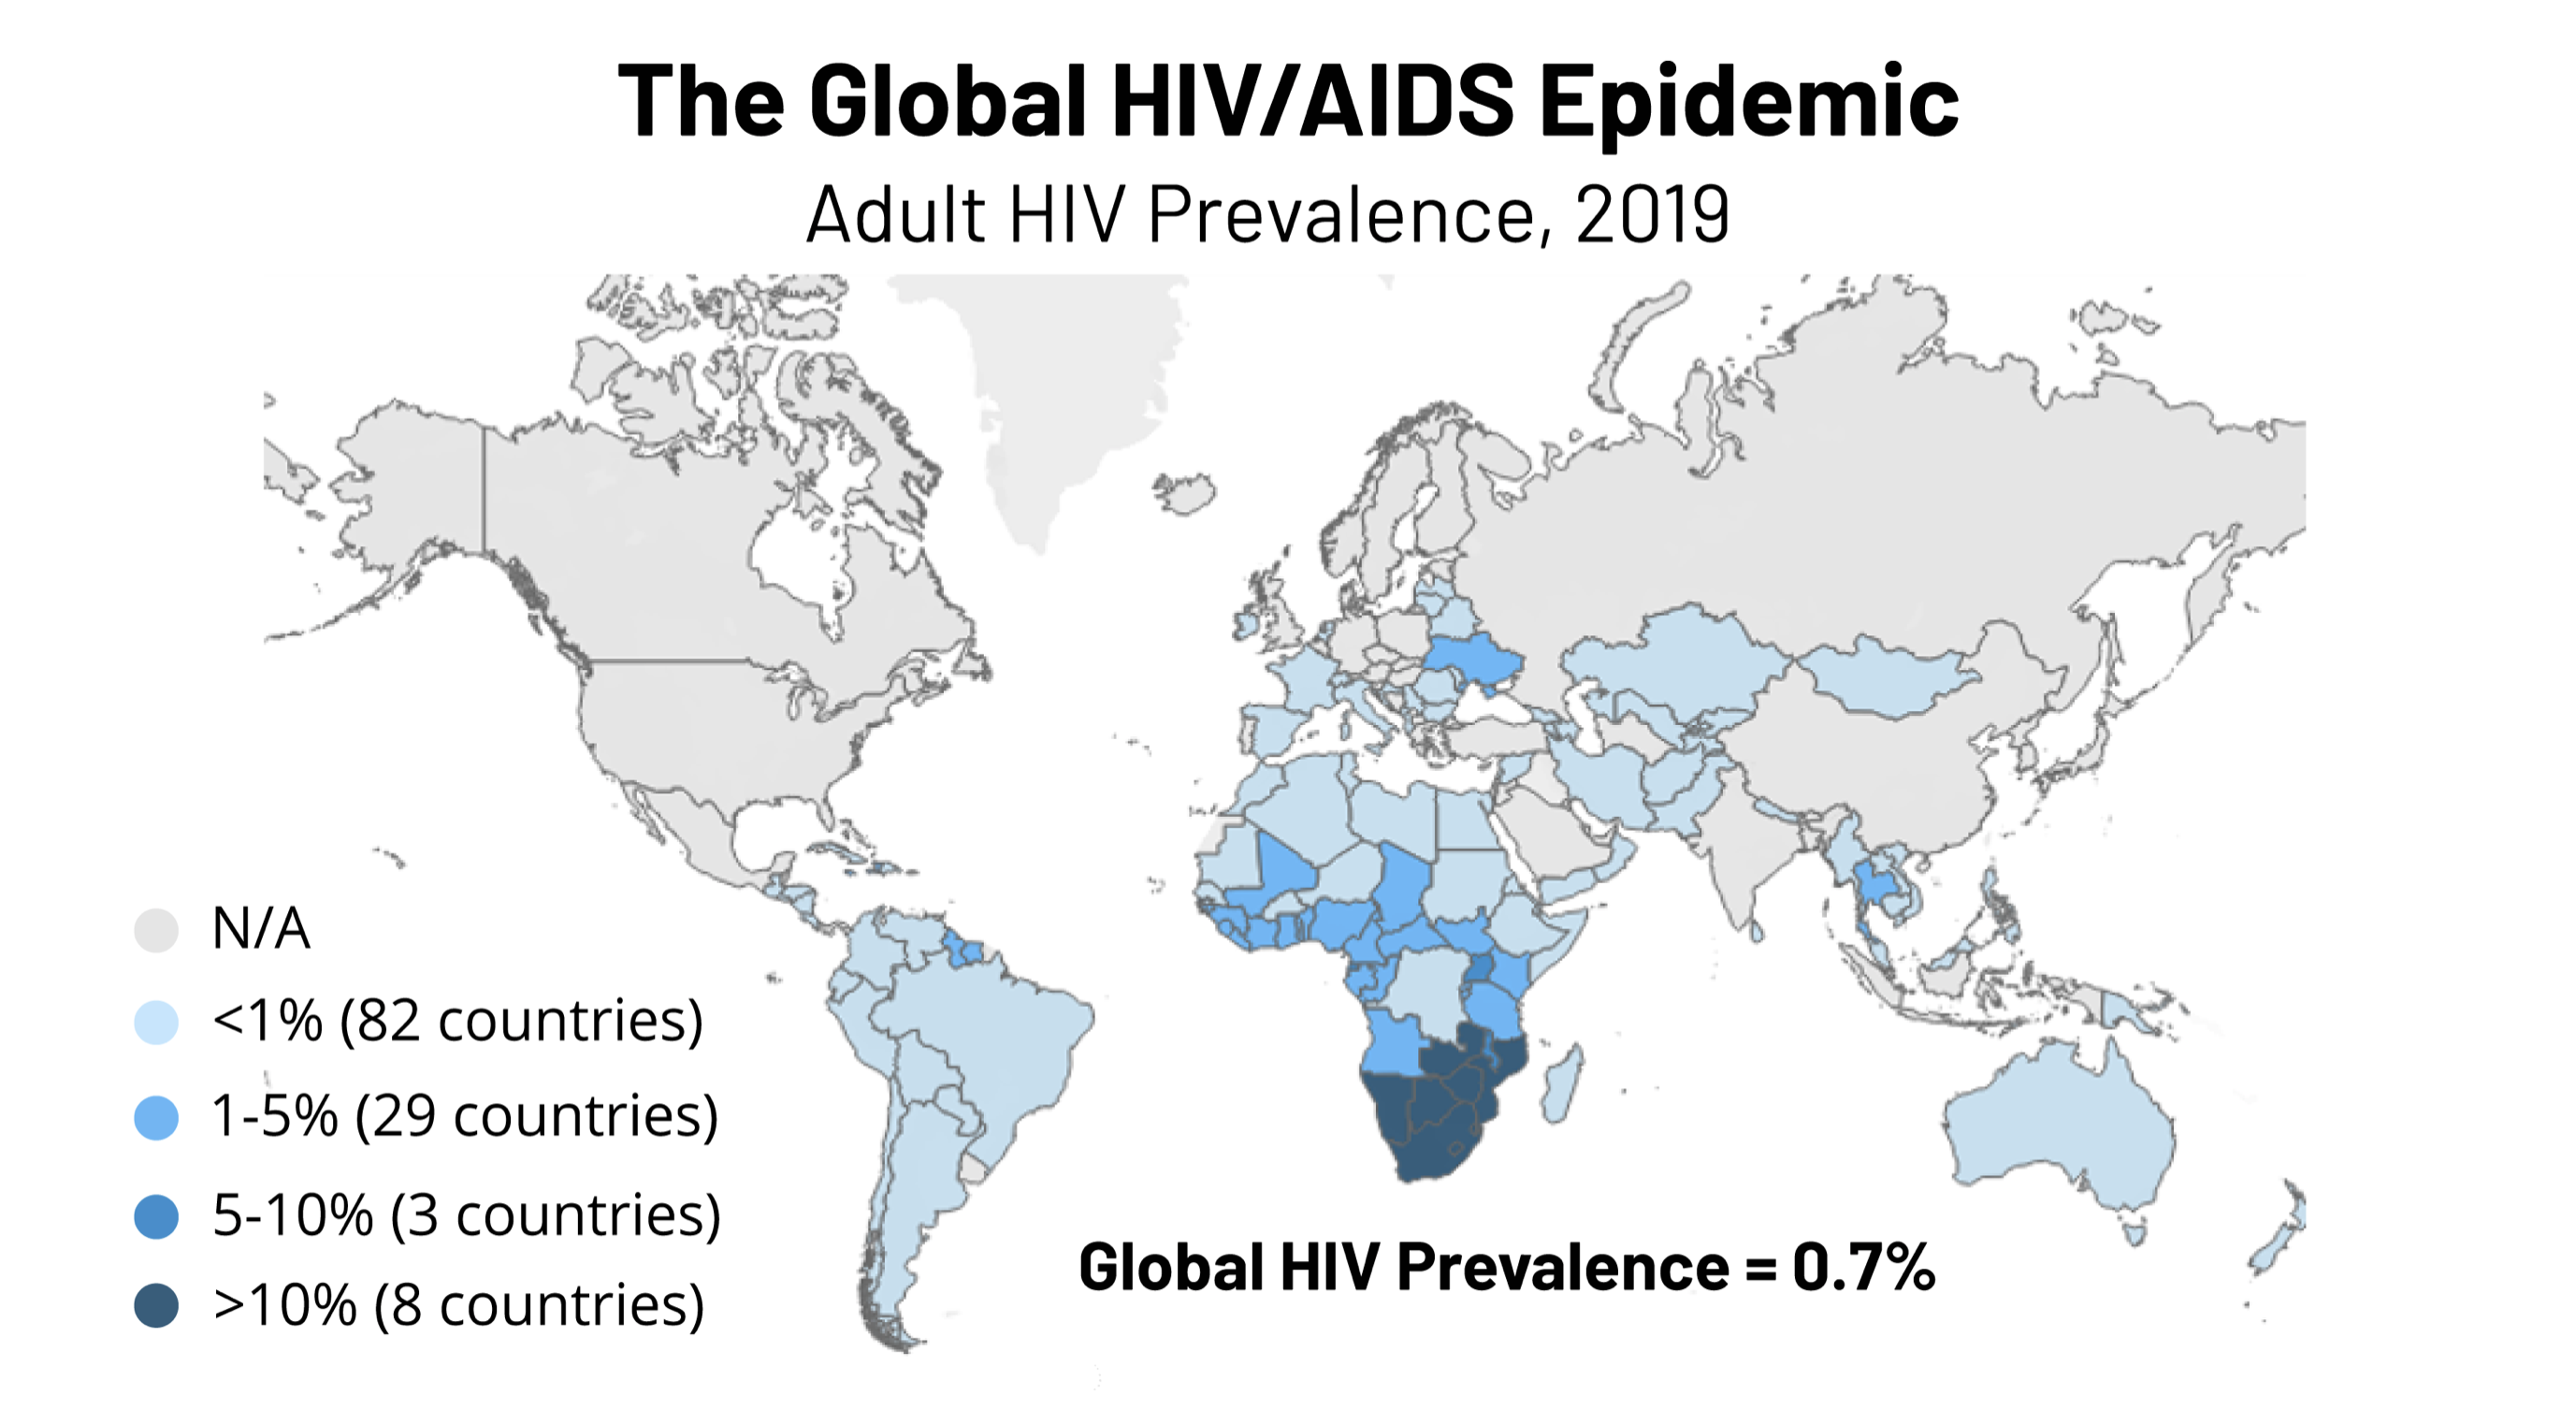 The Global HIV/AIDS Epidemic
Adult HIV Prevalence, 2019
N/A
<1% (82 countries)
1-5% (29 countries)
5-10% (3 countries)
>10% (8 countries)
Global HIV Prevalence = 0.7%